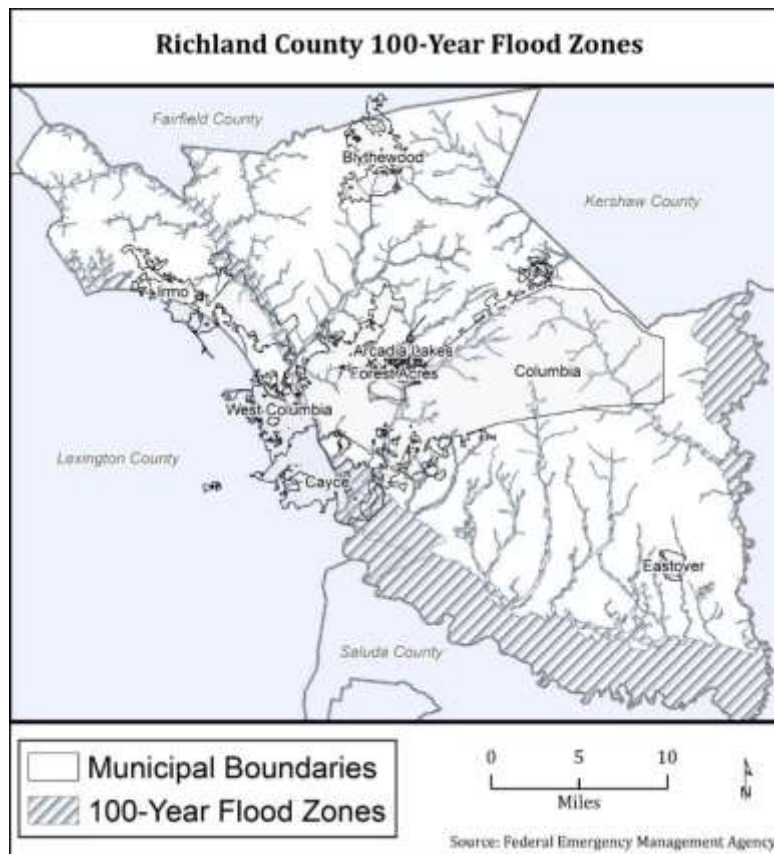 Richland County 100-Year Flood Zones
Fairfield County
Blythewood
Kershaw County
Irmo
Arcadia Lakes
Forest Acres
Columbia
West Columbia
Lexington County
Cayce
Eastover
Saluda County
Municipal Boundaries
100-Year Flood Zones
0 5 10
Miles
N
Source: Federal Emergency Management Agency